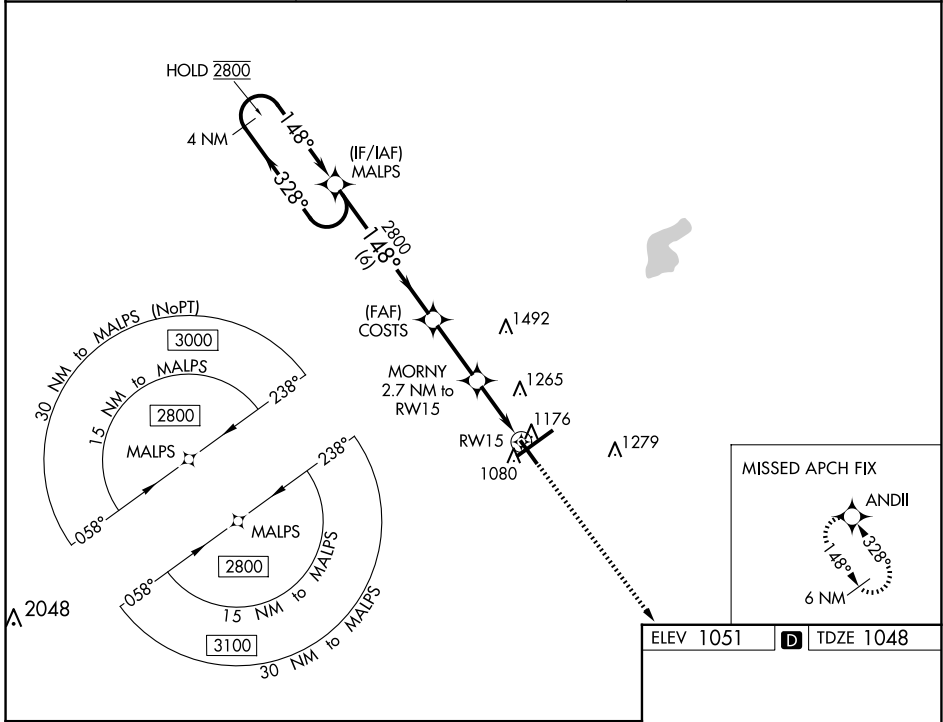 HOLD 2800
4 NM
148°
328°
(IF/IAF)
MALPS
2800
148°
(6)
(FAF)
COSTS
1492
MORNY
2.7 NM to
RW15
1265
1176
RW15
1080
1279
30 NM to MALPS (NoPT)
3000
15 NM to MALPS
2800
MALPS
238°
058°
238°
MALPS
058°
2800
15 NM to MALPS
3100
30 NM to MALPS
2048
MISSED APCH FIX
ANDII
148°
328°
6 NM
ELEV 1051 D TDZE 1048